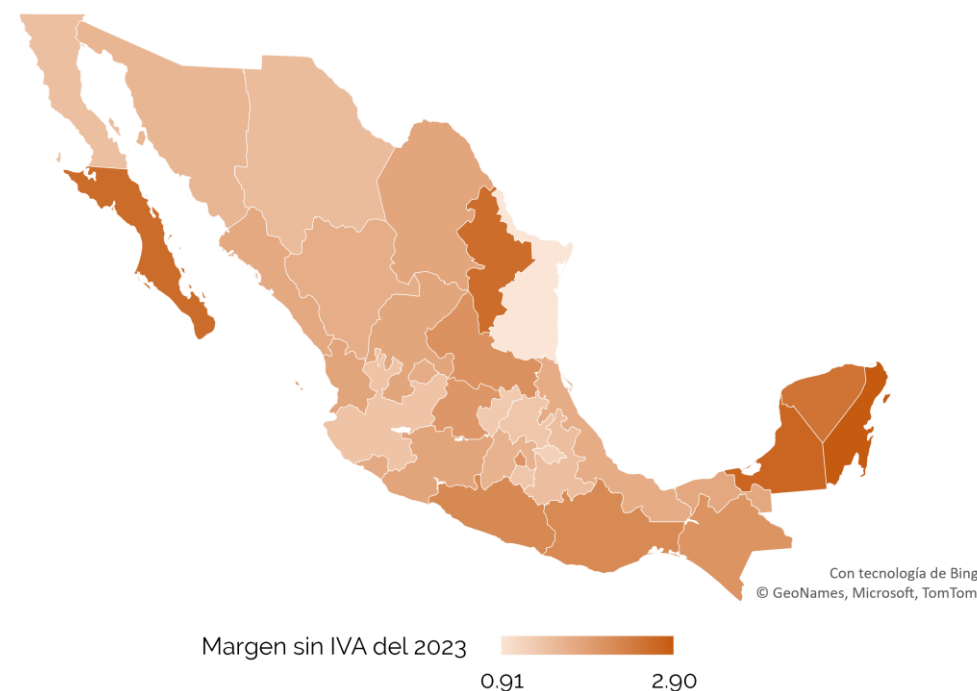 Con tecnología de Bing
© GeoNames, Microsoft, TomTom
Margen sin IVA del 2023
0.91 2.90